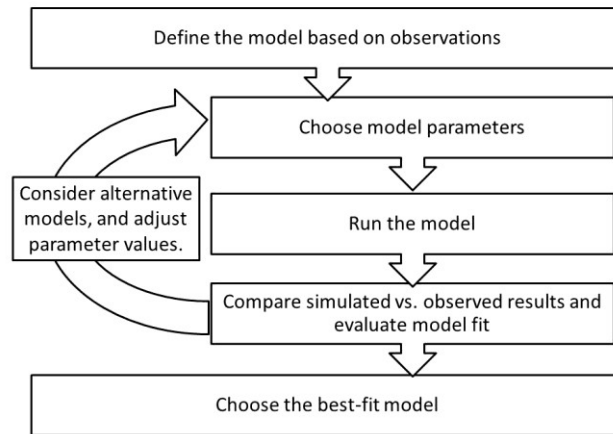 Define the model based on observations
Choose model parameters
Consider alternative
models, and adjust
parameter values.
Run the model
Compare simulated vs. observed results and
evaluate model fit
Choose the best-fit model